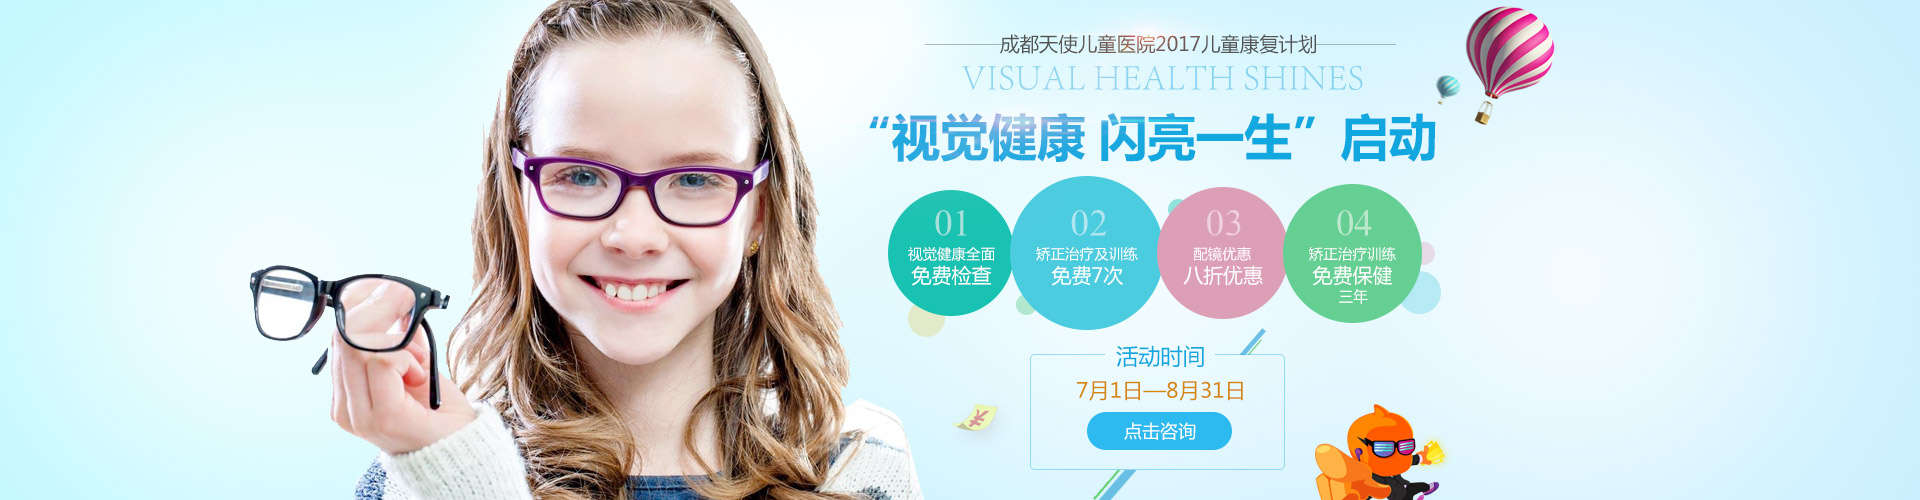 成都天使儿童医院2017儿童康复计划
VISUAL HEALTH SHINES
“视觉健康 闪亮一生”启动
01
视觉健康全面
免费检查
02
矫正治疗及训练
免费7次
03
配镜优惠
八折优惠
04
矫正治疗训练
免费保健
三年
活动时间
7月1日—8月31日
点击咨询
¥